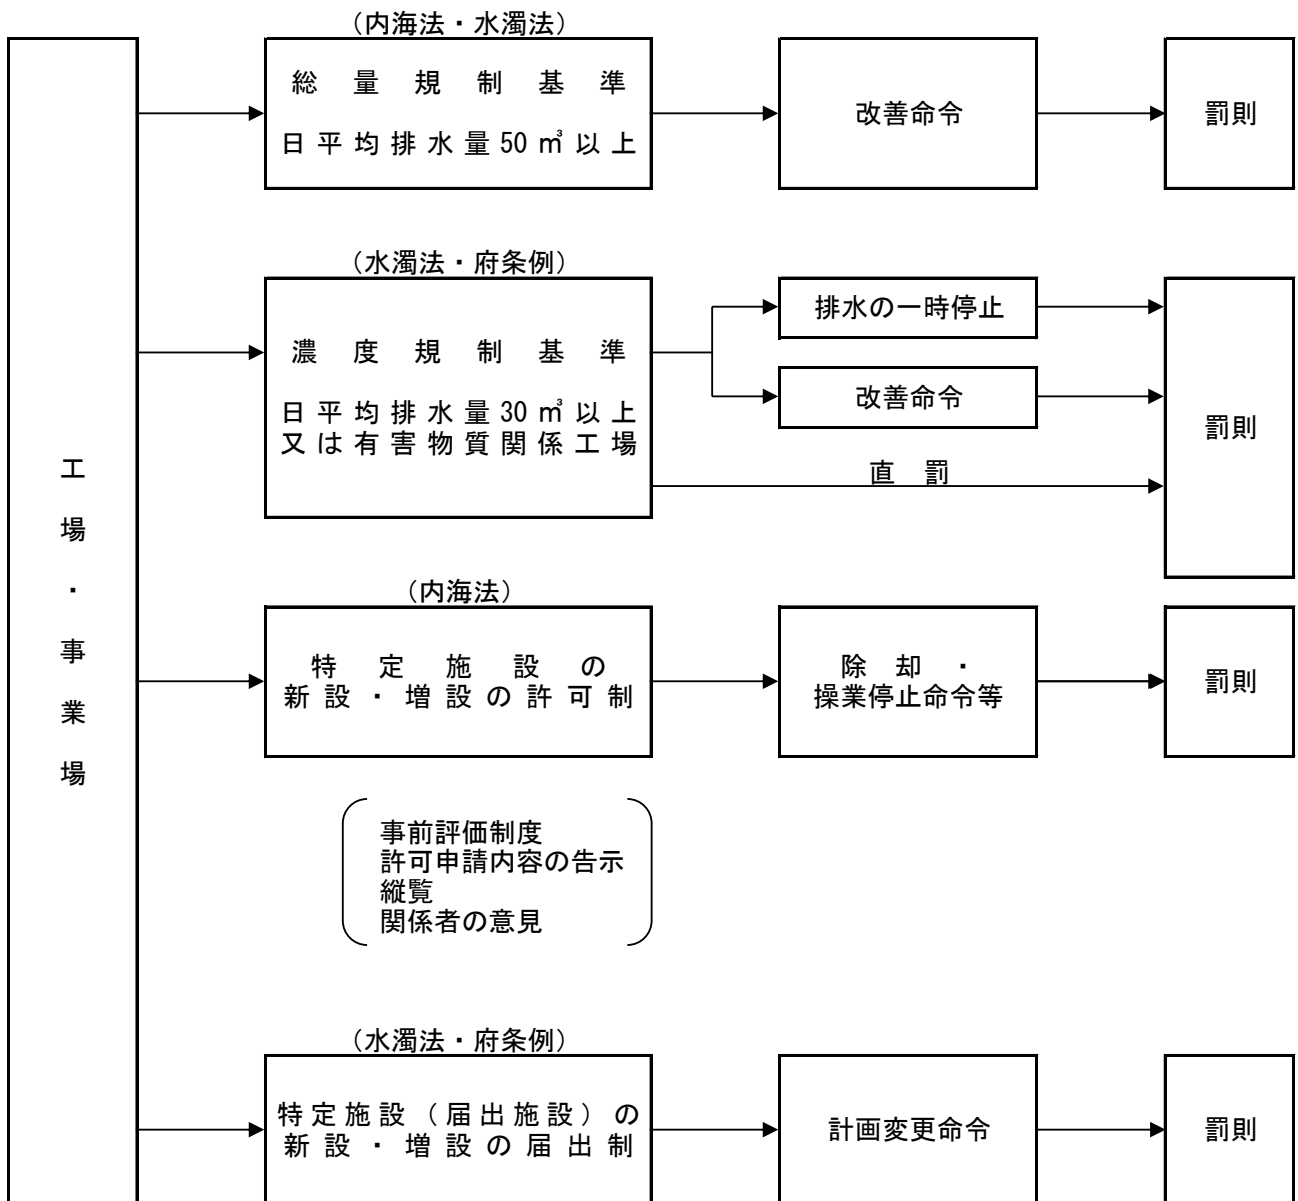 工場・事業場
(内海法・水濁法)
総量規制基準
日平均排水量50㎥以上
改善命令
罰則
(水濁法・府条例)
濃度規制基準
日平均排水量30㎥以上
又は有害物質関係工場
排水の一時停止
改善命令
直罰
罰則
(内海法)
特定施設の
新設・増設の許可制
除却・
操業停止命令等
罰則
事前評価制度
許可申請内容の告示
縦覧
関係者の意見
(水濁法・府条例)
特定施設(届出施設)の
新設・増設の届出制
計画変更命令
罰則